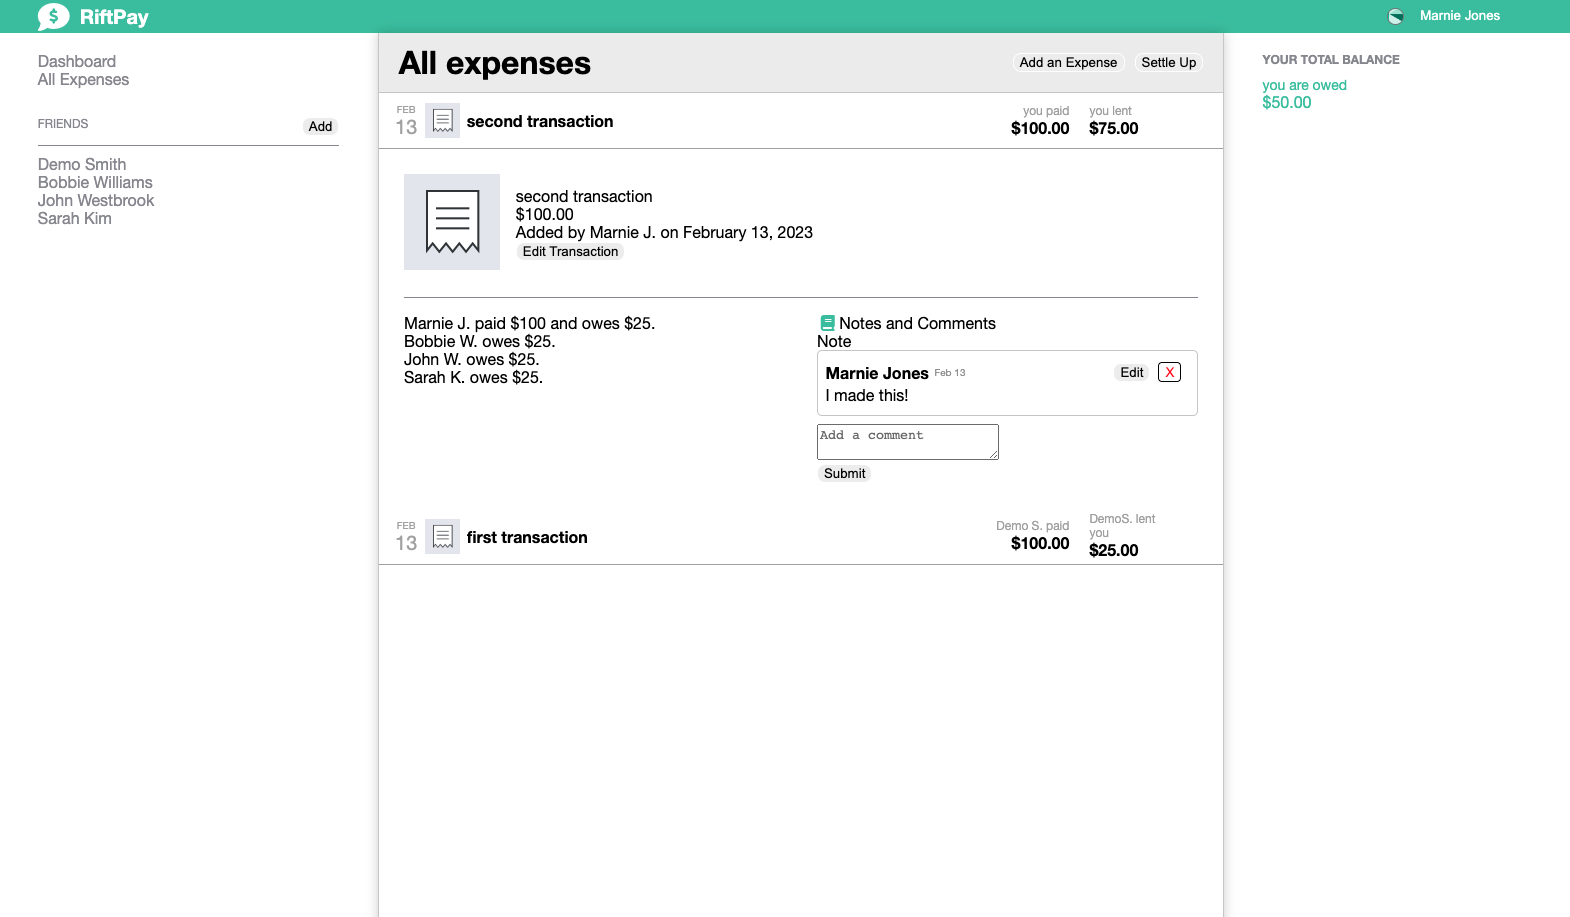 RiftPay
Marnie Jones
Dashboard
All Expenses
FRIENDS
Add
Demo Smith
Bobbie Williams
John Westbrook
Sarah Kim
All expenses
Add an Expense
Settle Up
FEB
13
second transaction
you paid
$100.00
you lent
$75.00
second transaction
$100.00
Added by Marnie J. on February 13, 2023
Edit Transaction
Marnie J. paid $100 and owes $25.
Bobbie W. owes $25.
John W. owes $25.
Sarah K. owes $25.
Notes and Comments
Note
Marnie Jones Feb 13
Edit
X
I made this!
Add a comment
Submit
FEB
13
first transaction
Demo S. paid
$100.00
DemoS. lent
you
$25.00
YOUR TOTAL BALANCE
you are owed
$50.00